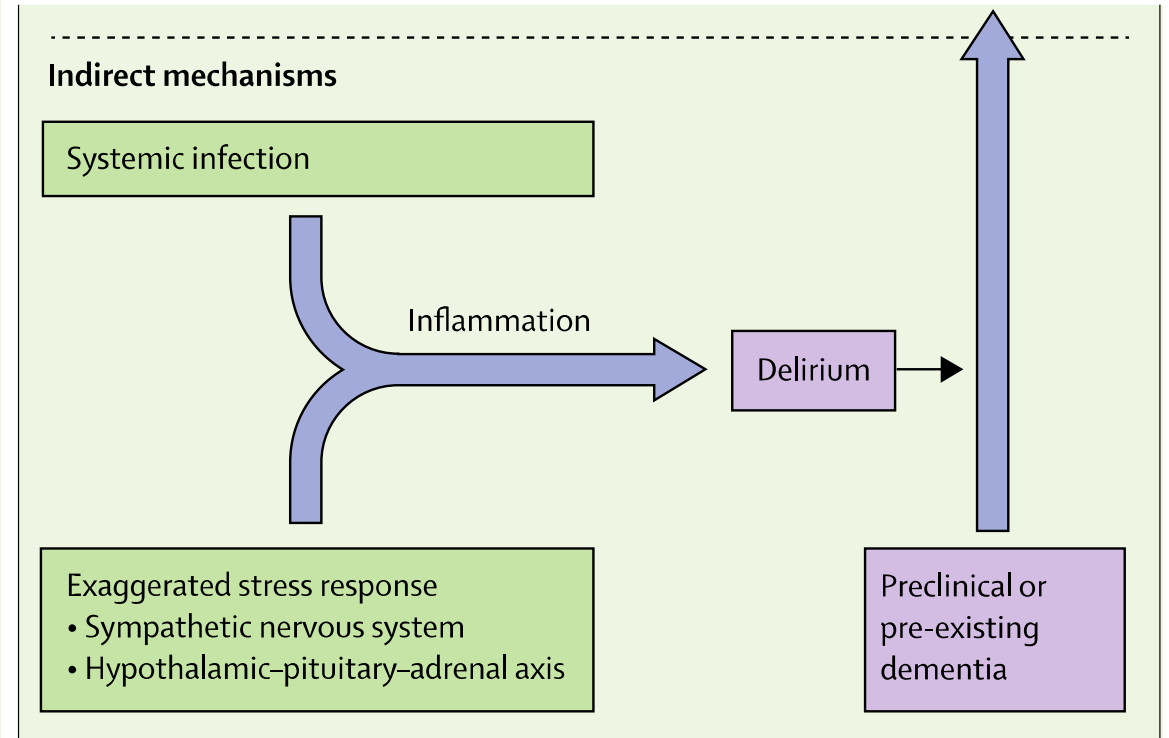 Indirect mechanisms
Systemic infection
Inflammation
Delirium
Exaggerated stress response
• Sympathetic nervous system
• Hypothalamic–pituitary–adrenal axis
Preclinical or
pre-existing
dementia